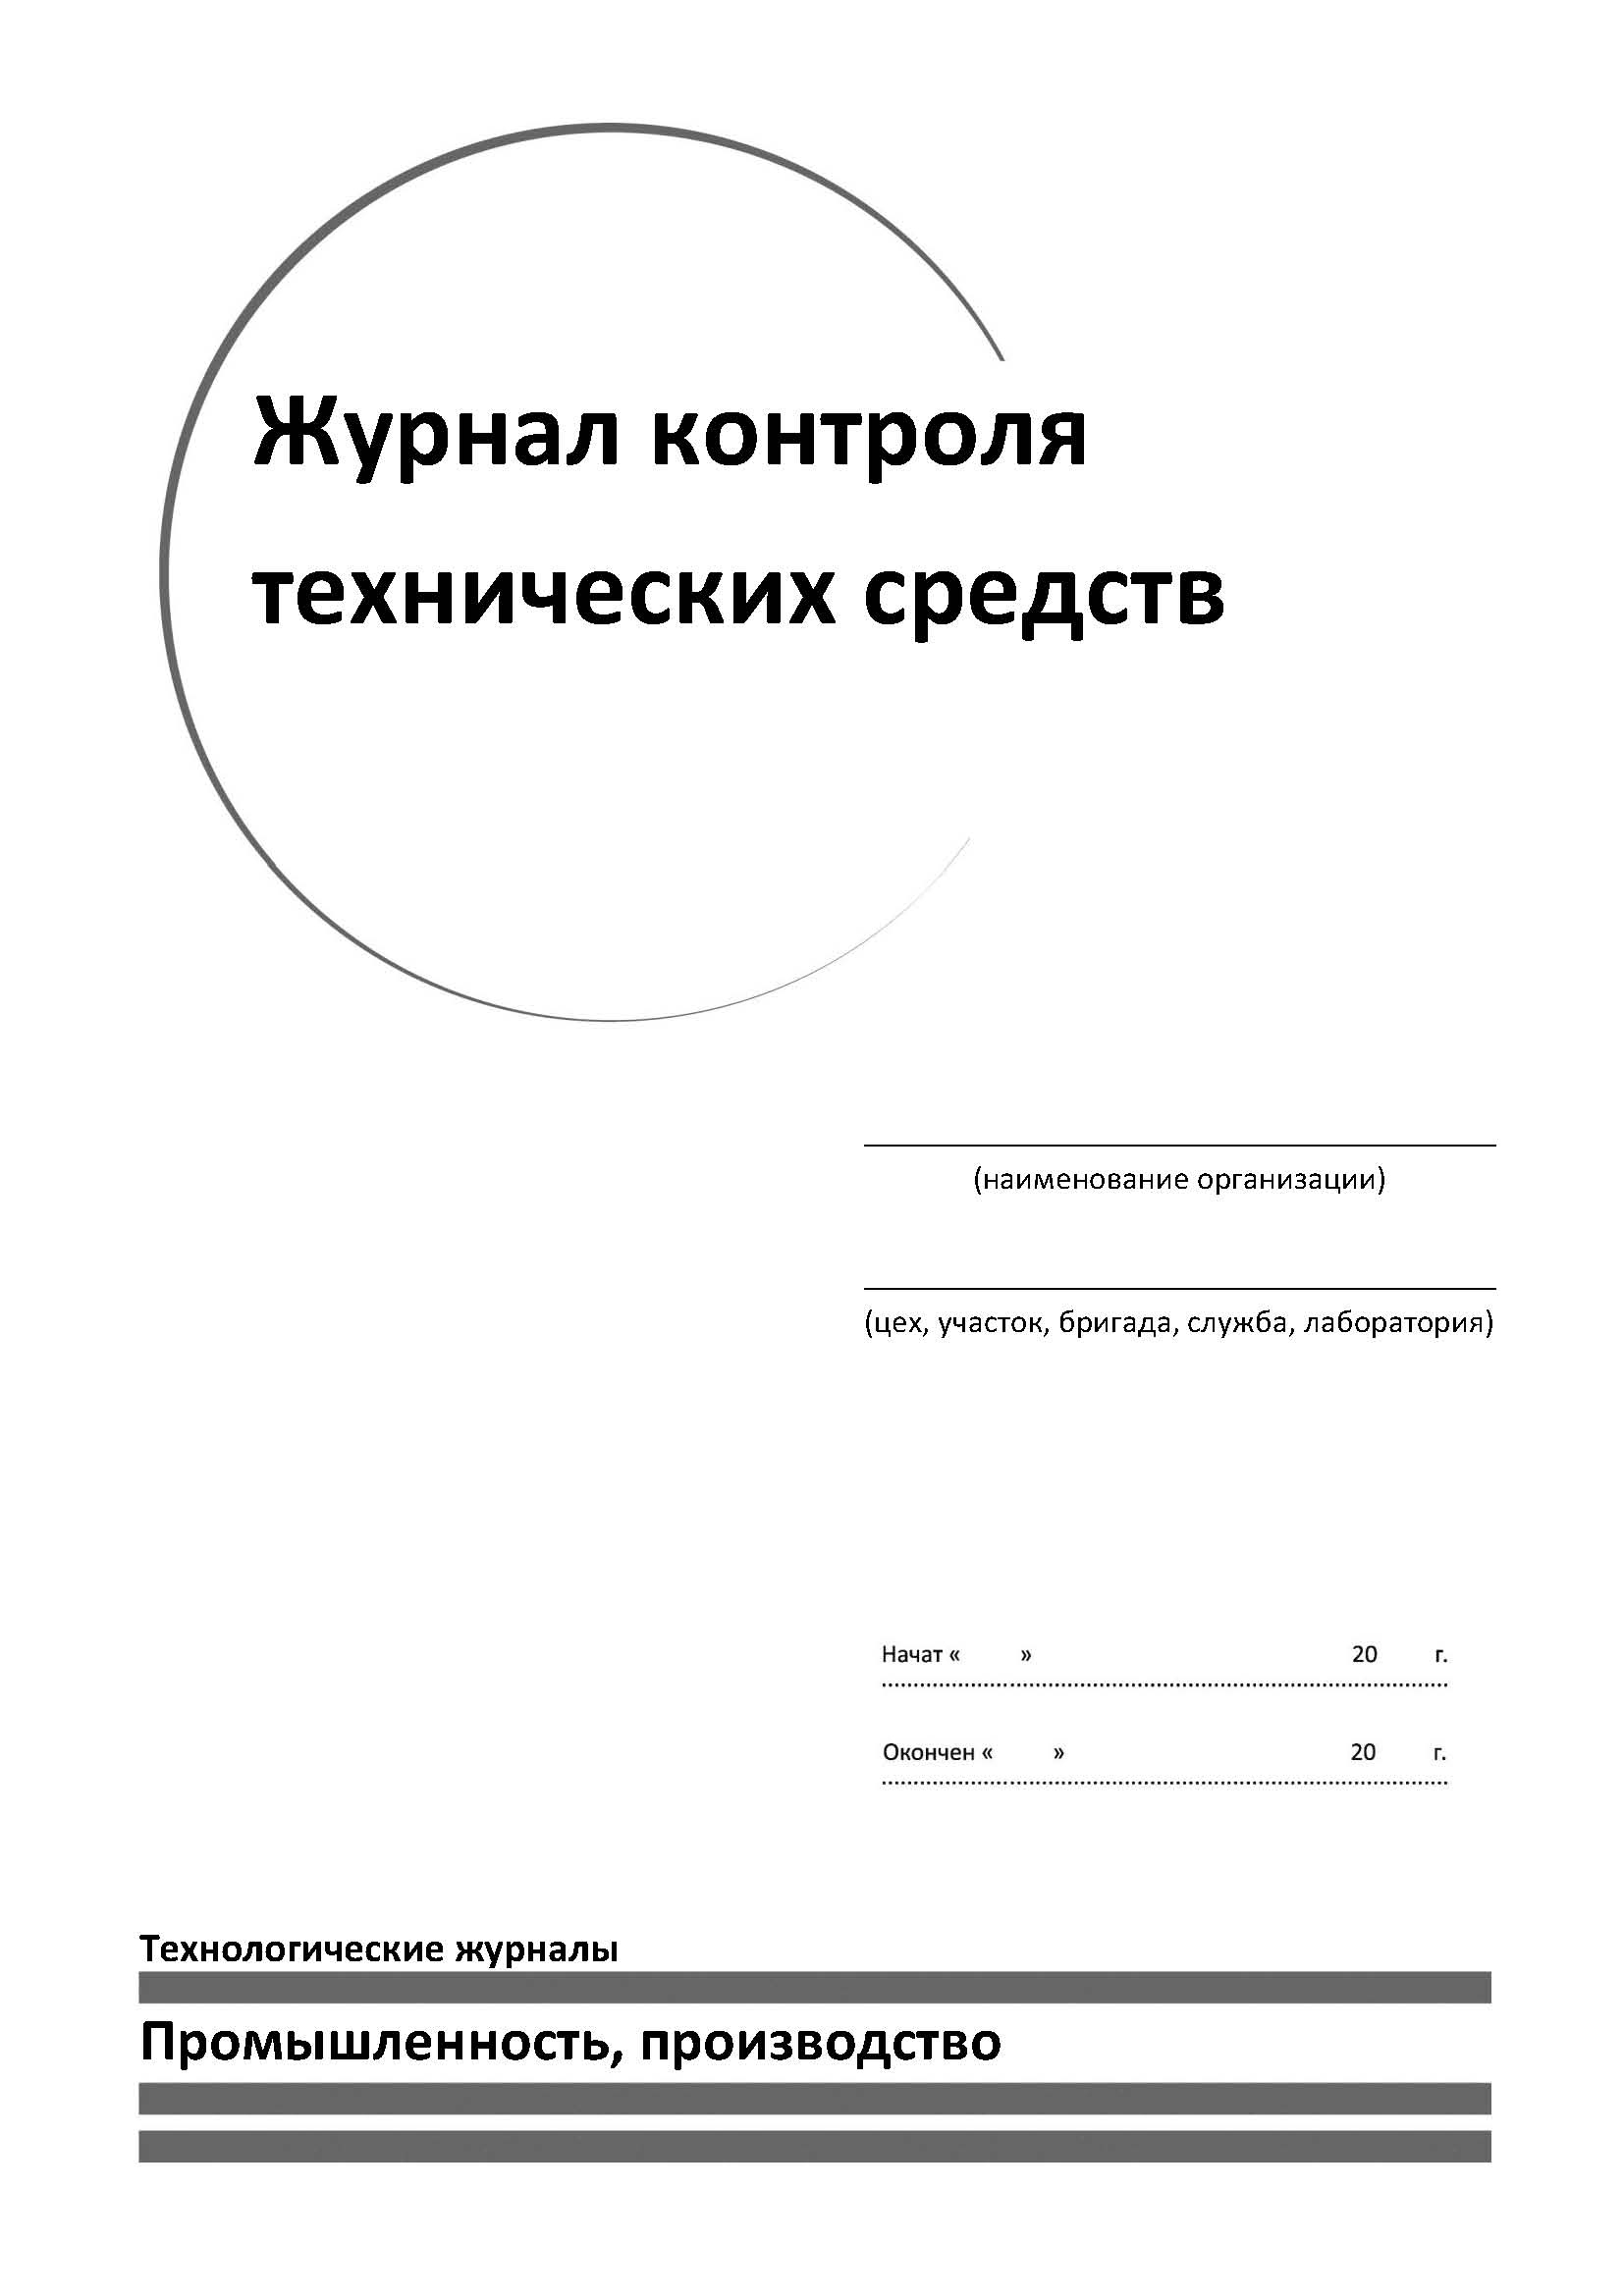 Журнал контроля
технических средств
(наименование организации)
(цех, участок, бригада, служба, лаборатория)
Начат « » 20 г.
Окончен « » 20 г.
Технологические журналы
Промышленность, производство